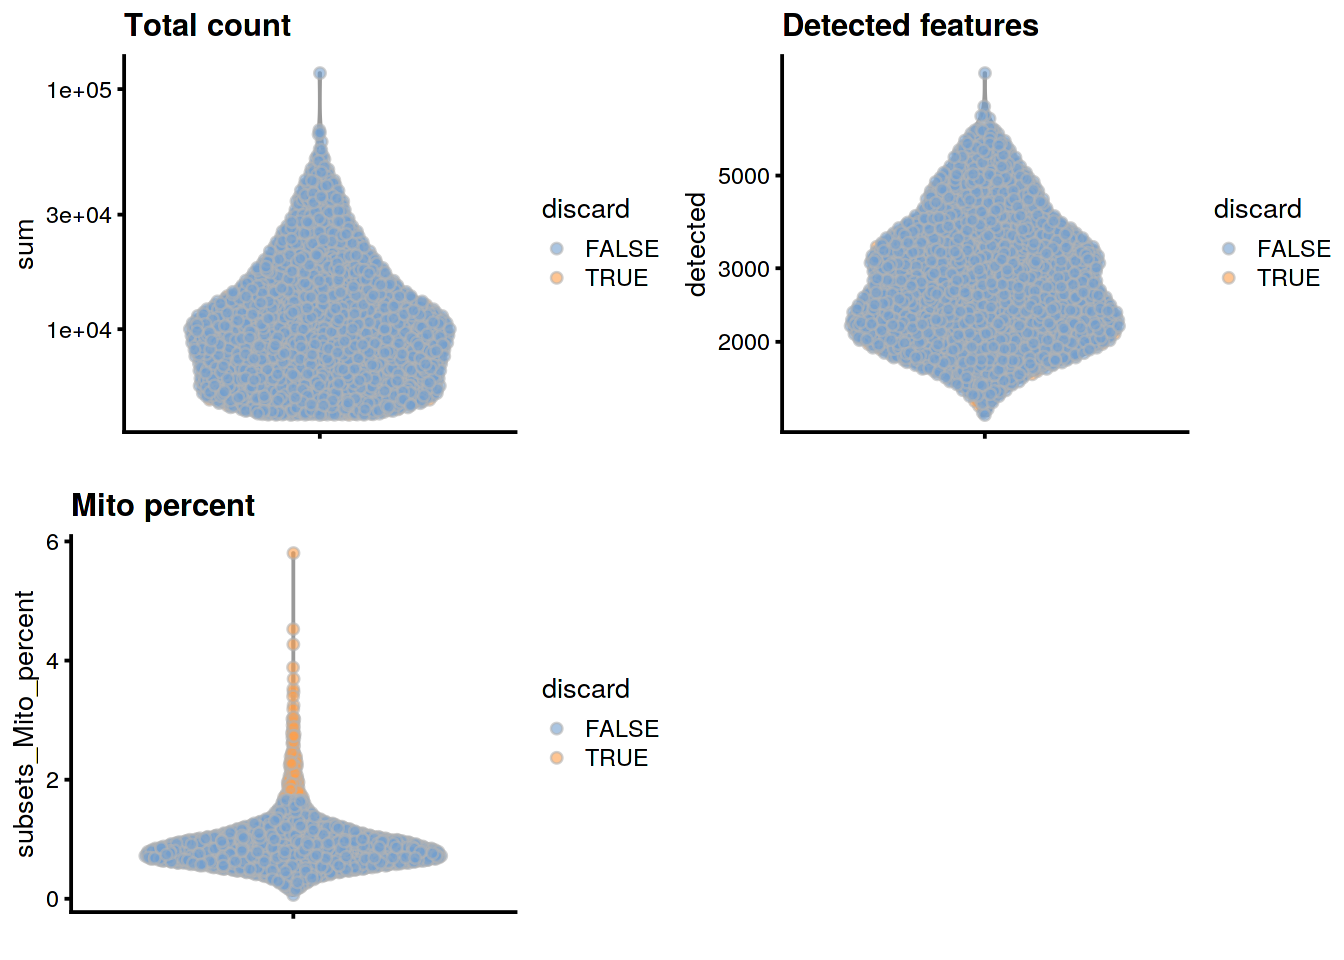 Total count
sum
1e+05
3e+04
1e+04
discard
FALSE
TRUE
Detected features
detected
5000
3000
2000
discard
FALSE
TRUE
Mito percent
subsets_Mito_percent
6
4
2
0
discard
FALSE
TRUE